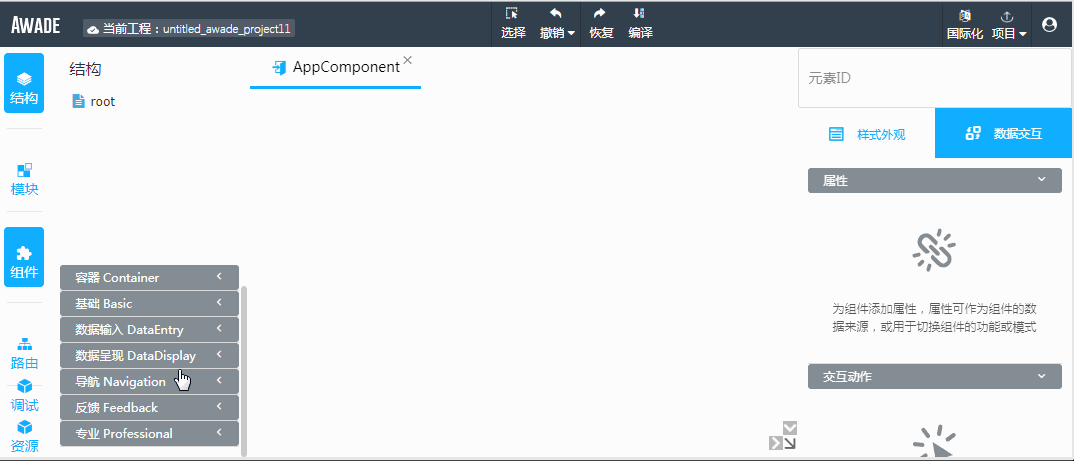 AWADE
当前工程：untitled_awade_project11
选择
撤销
恢复
编译
国际化
项目
结构
模块
组件
路由
调试
资源
结构
root
容器 Container
基础 Basic
数据输入 DataEntry
数据呈现 DataDisplay
导航 Navigation
反馈 Feedback
专业 Professional
AppComponent
元素ID
样式外观
数据交互
属性
为组件添加属性，属性可作为组件的数
据来源，或用于切换组件的功能或模式
交互动作